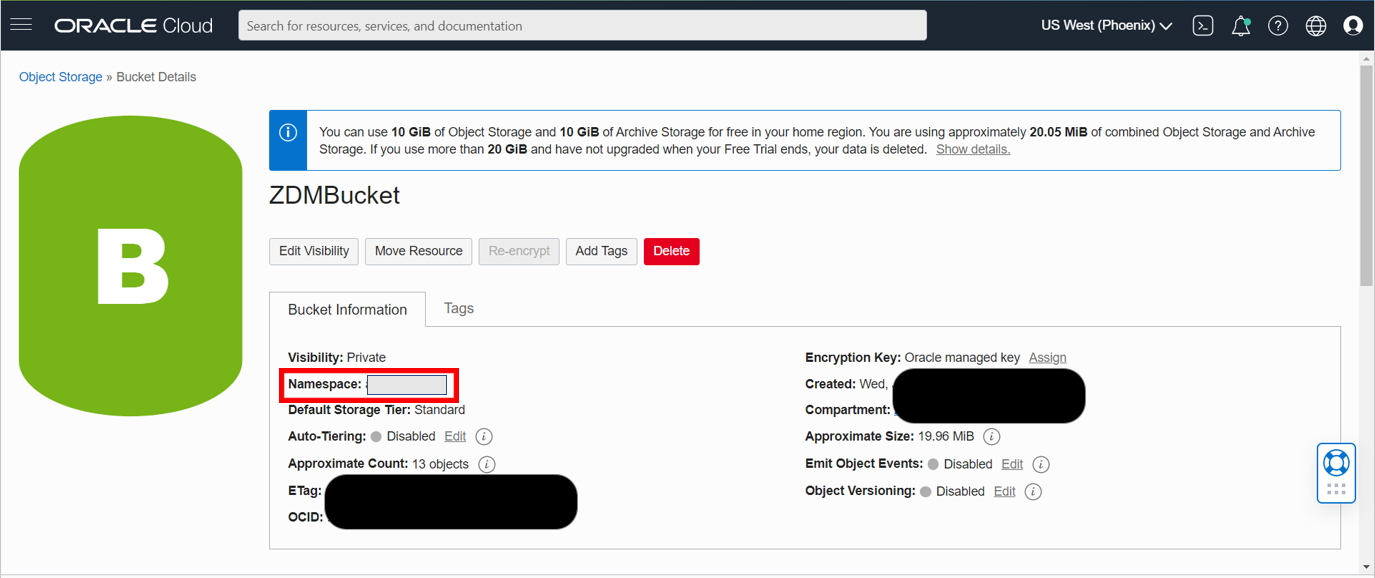 ORACLE Cloud
Search for resources, services, and documentation
US West (Phoenix)
Object Storage » Bucket Details
B
You can use 10 GiB of Object Storage and 10 GiB of Archive Storage for free in your home region. You are using approximately 20.05 MiB of combined Object Storage and Archive
Storage. If you use more than 20 GiB and have not upgraded when your Free Trial ends, your data is deleted. Show details.
ZDMBucket
Edit Visibility
Move Resource
Re-encrypt
Add Tags
Delete
Bucket Information
Tags
Visibility: Private
Namespace:
Default Storage Tier: Standard
Auto-Tiering: Disabled Edit
Approximate Count: 13 objects
ETag:
OCID:
Encryption Key: Oracle managed key Assign
Created: Wed,
Compartment:
Approximate Size: 19.96 MiB
Emit Object Events: Disabled Edit
Object Versioning: Disabled Edit